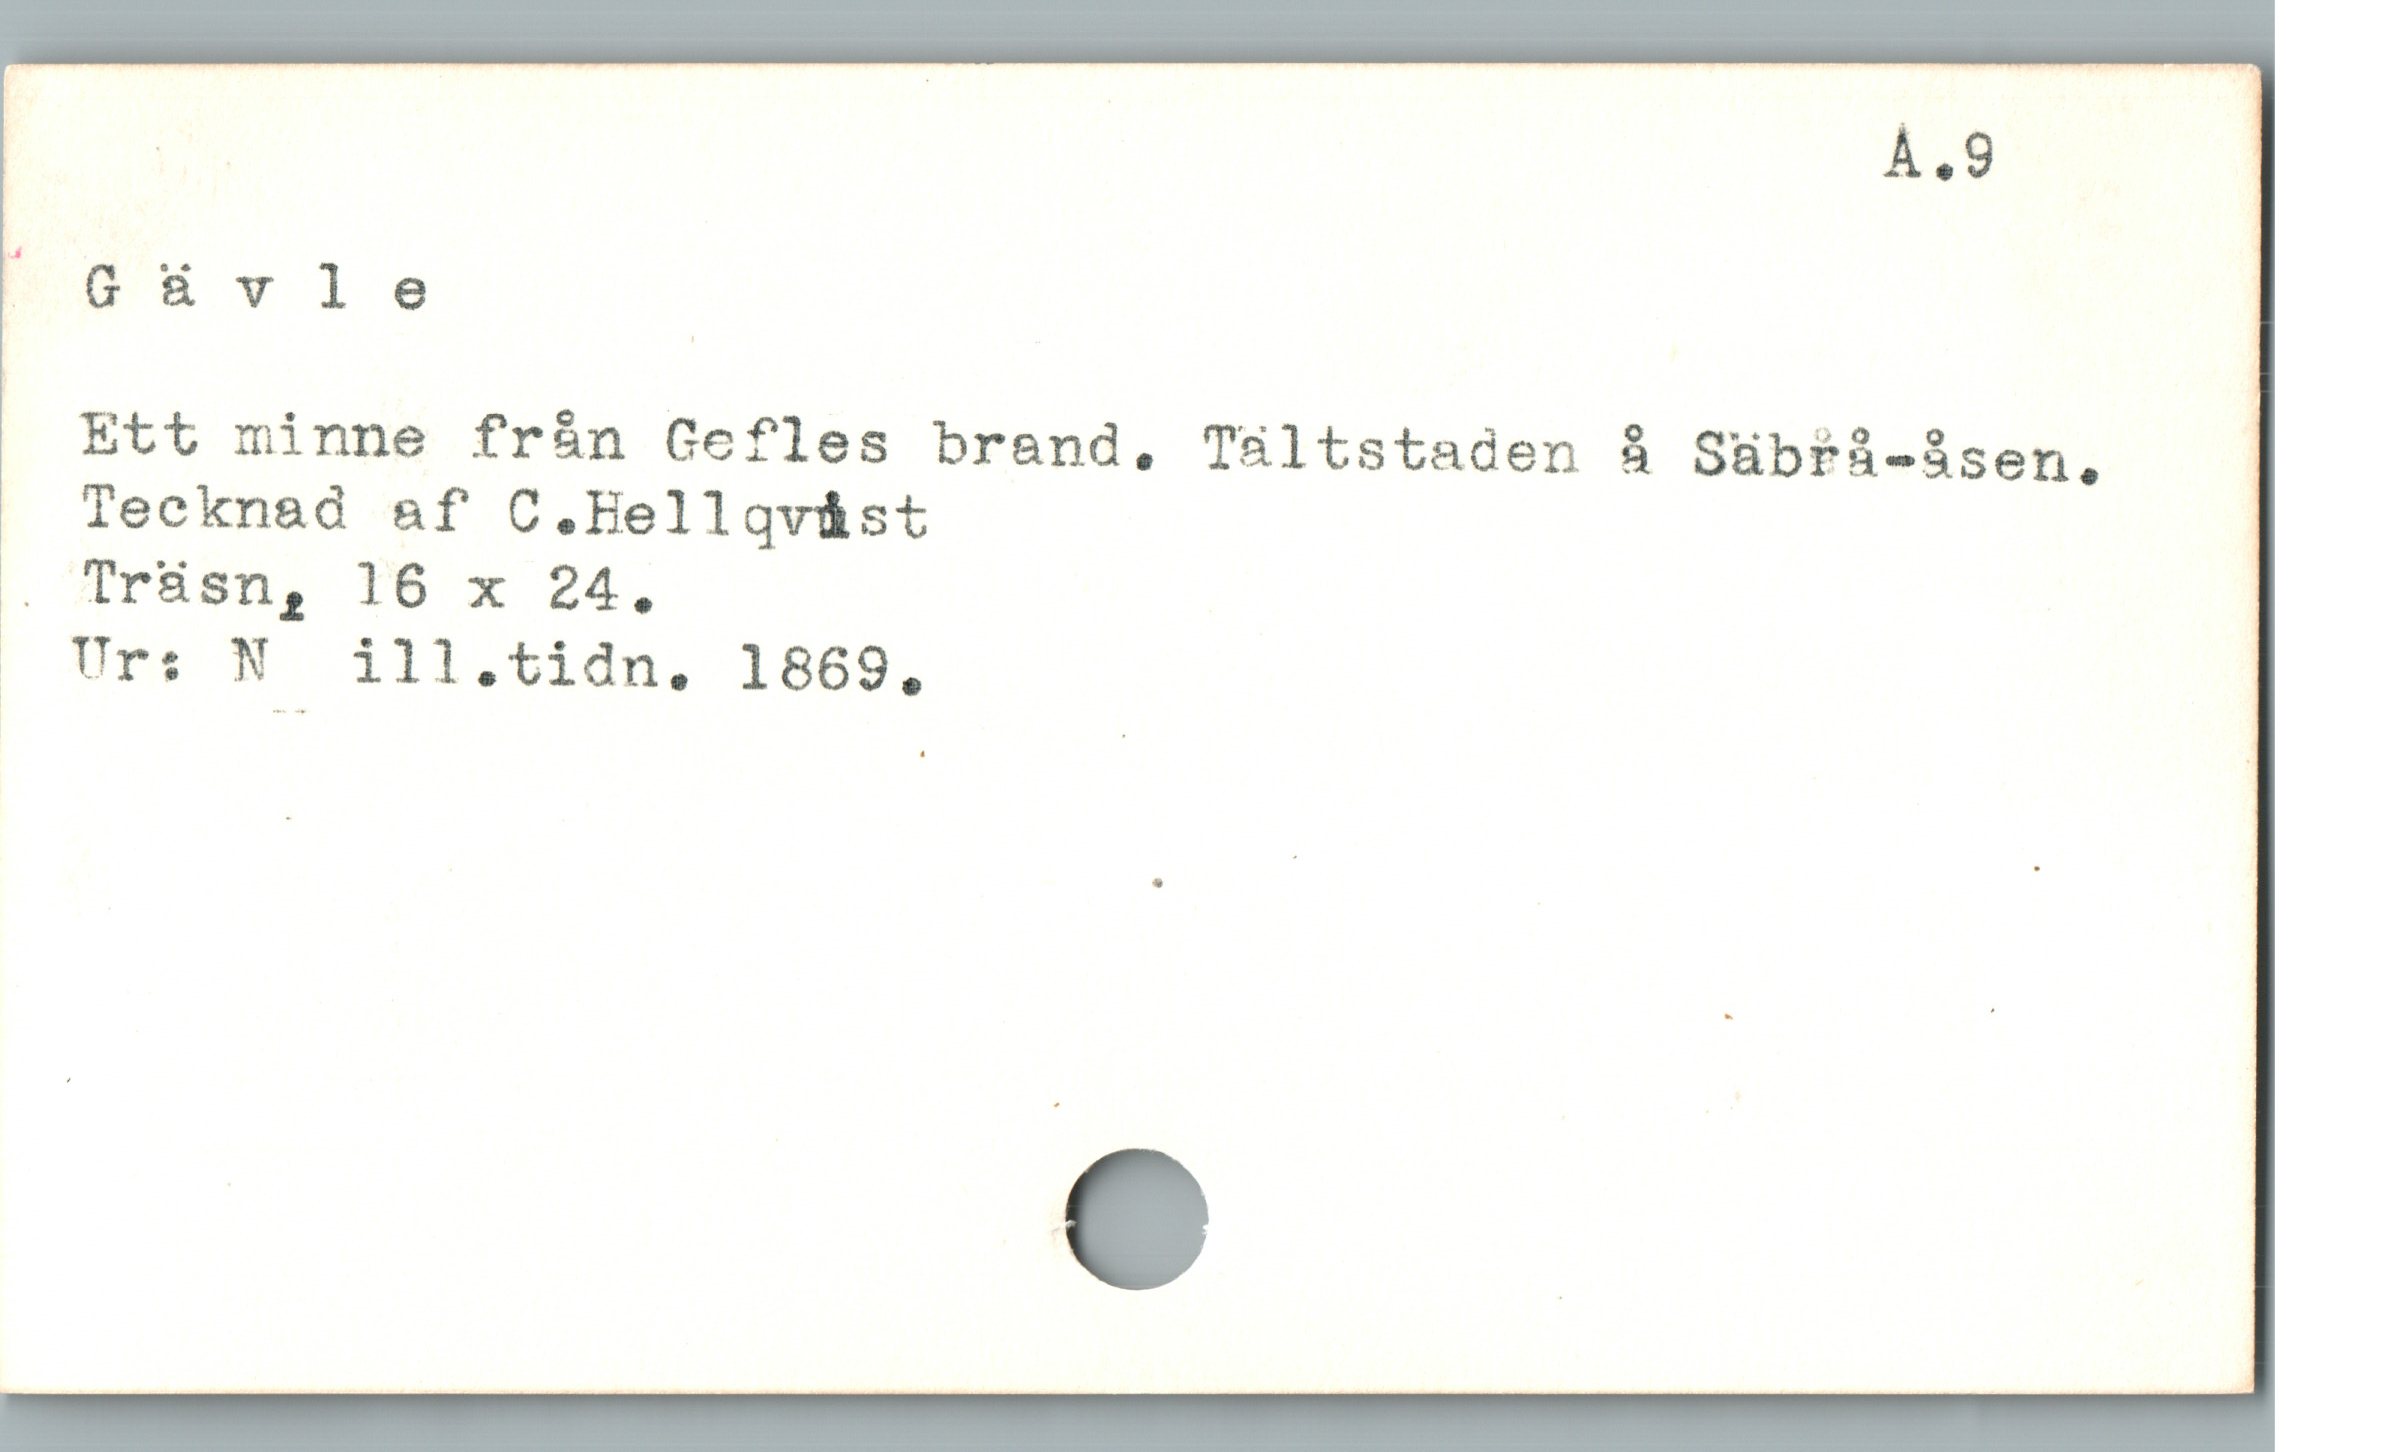 A.9
G ä v l e
Ett minne från Gefles brand. Tältstaden å Säbrå-åsen.
Tecknad af C.Hellqvist
Träsn, 16 x 24.
Ur: N ill.tidn. 1869.